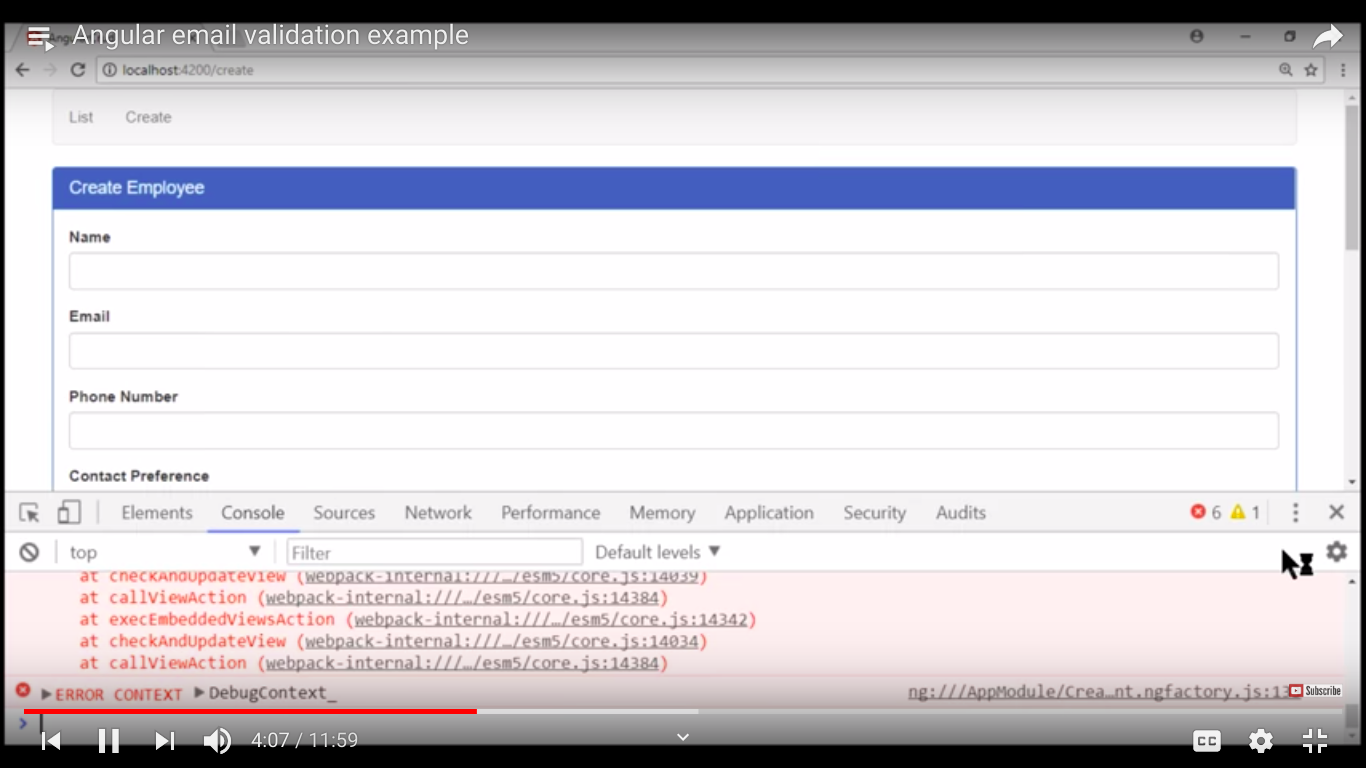 Angular email validation example
localhost:4200/create
List Create
Create Employee
Name
Email
Phone Number
Contact Preference
Elements Console Sources Network Performance Memory Application Security Audits 6 1
top Filter Default levels
at checkAndUpdateView (webpack-internal:///…/esm5/core.js:14039)
at callViewAction (webpack-internal:///…/esm5/core.js:14384)
at execEmbeddedViewsAction (webpack-internal:///…/esm5/core.js:14342)
at checkAndUpdateView (webpack-internal:///…/esm5/core.js:14034)
at callViewAction (webpack-internal:///…/esm5/core.js:14384)
ERROR CONTEXT DebugContext_ ng:///AppModule/Crea…nt.ngfactory.js:13 Subscribe
4:07 / 11:59 CC